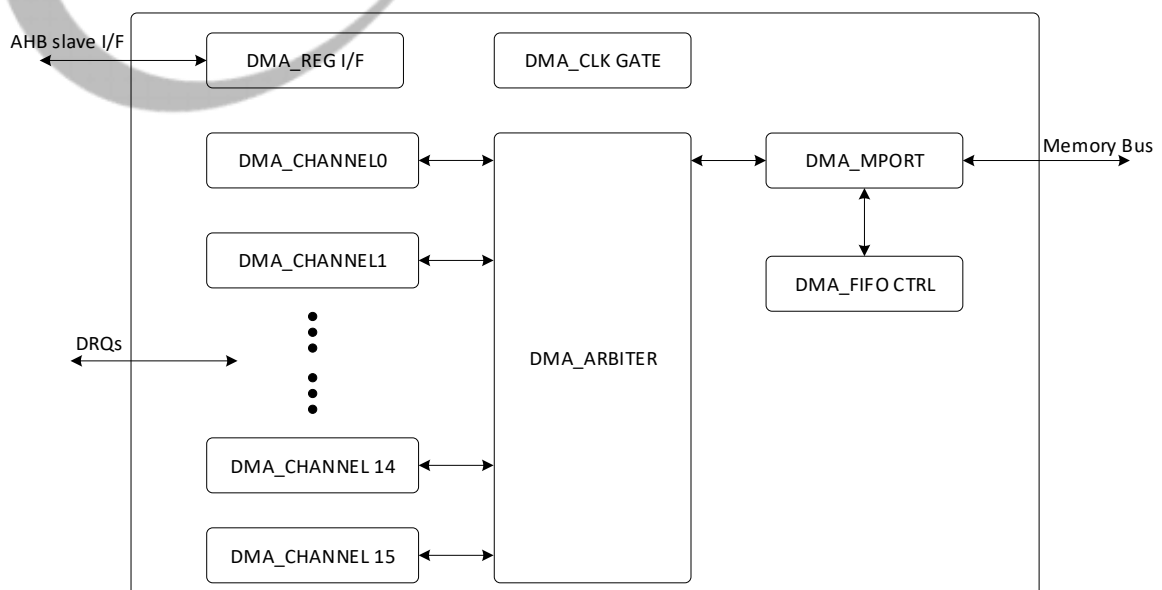 AHB slave I/F
DMA_REG I/F
DMA_CLK GATE
DMA_CHANNEL0
DMA_MPORT
Memory Bus
DMA_CHANNEL1
DMA_FIFO CTRL
DRQs
DMA_ARBITER
DMA_CHANNEL 14
DMA_CHANNEL 15